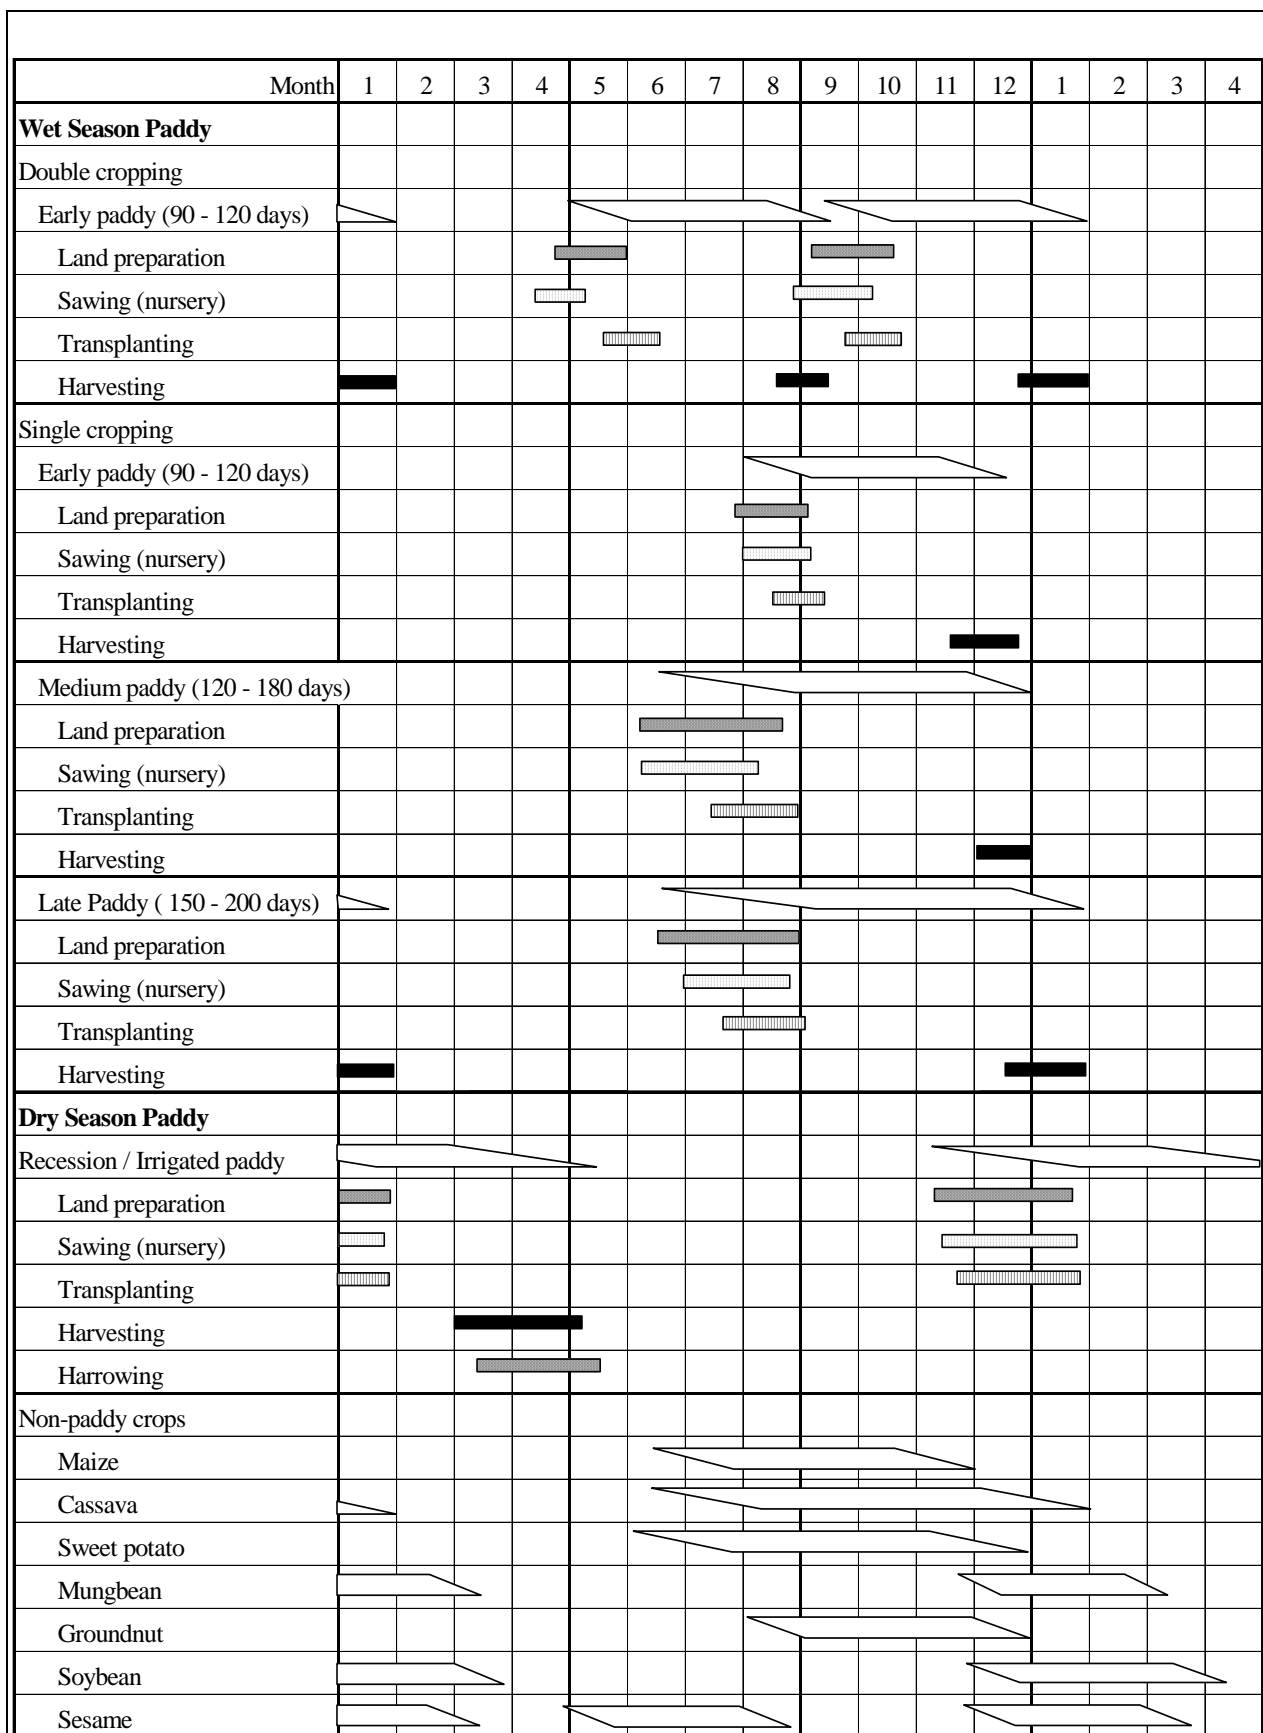 Month 1 2 3 4 5 6 7 8 9 10 11 12 1 2 3 4
Wet Season Paddy
Double cropping
Early paddy (90 - 120 days)
Land preparation
Sawing (nursery)
Transplanting
Harvesting
Single cropping
Early paddy (90 - 120 days)
Land preparation
Sawing (nursery)
Transplanting
Harvesting
Medium paddy (120 - 180 days)
Land preparation
Sawing (nursery)
Transplanting
Harvesting
Late Paddy ( 150 - 200 days)
Land preparation
Sawing (nursery)
Transplanting
Harvesting
Dry Season Paddy
Recession / Irrigated paddy
Land preparation
Sawing (nursery)
Transplanting
Harvesting
Harrowing
Non-paddy crops
Maize
Cassava
Sweet potato
Mungbean
Groundnut
Soybean
Sesame